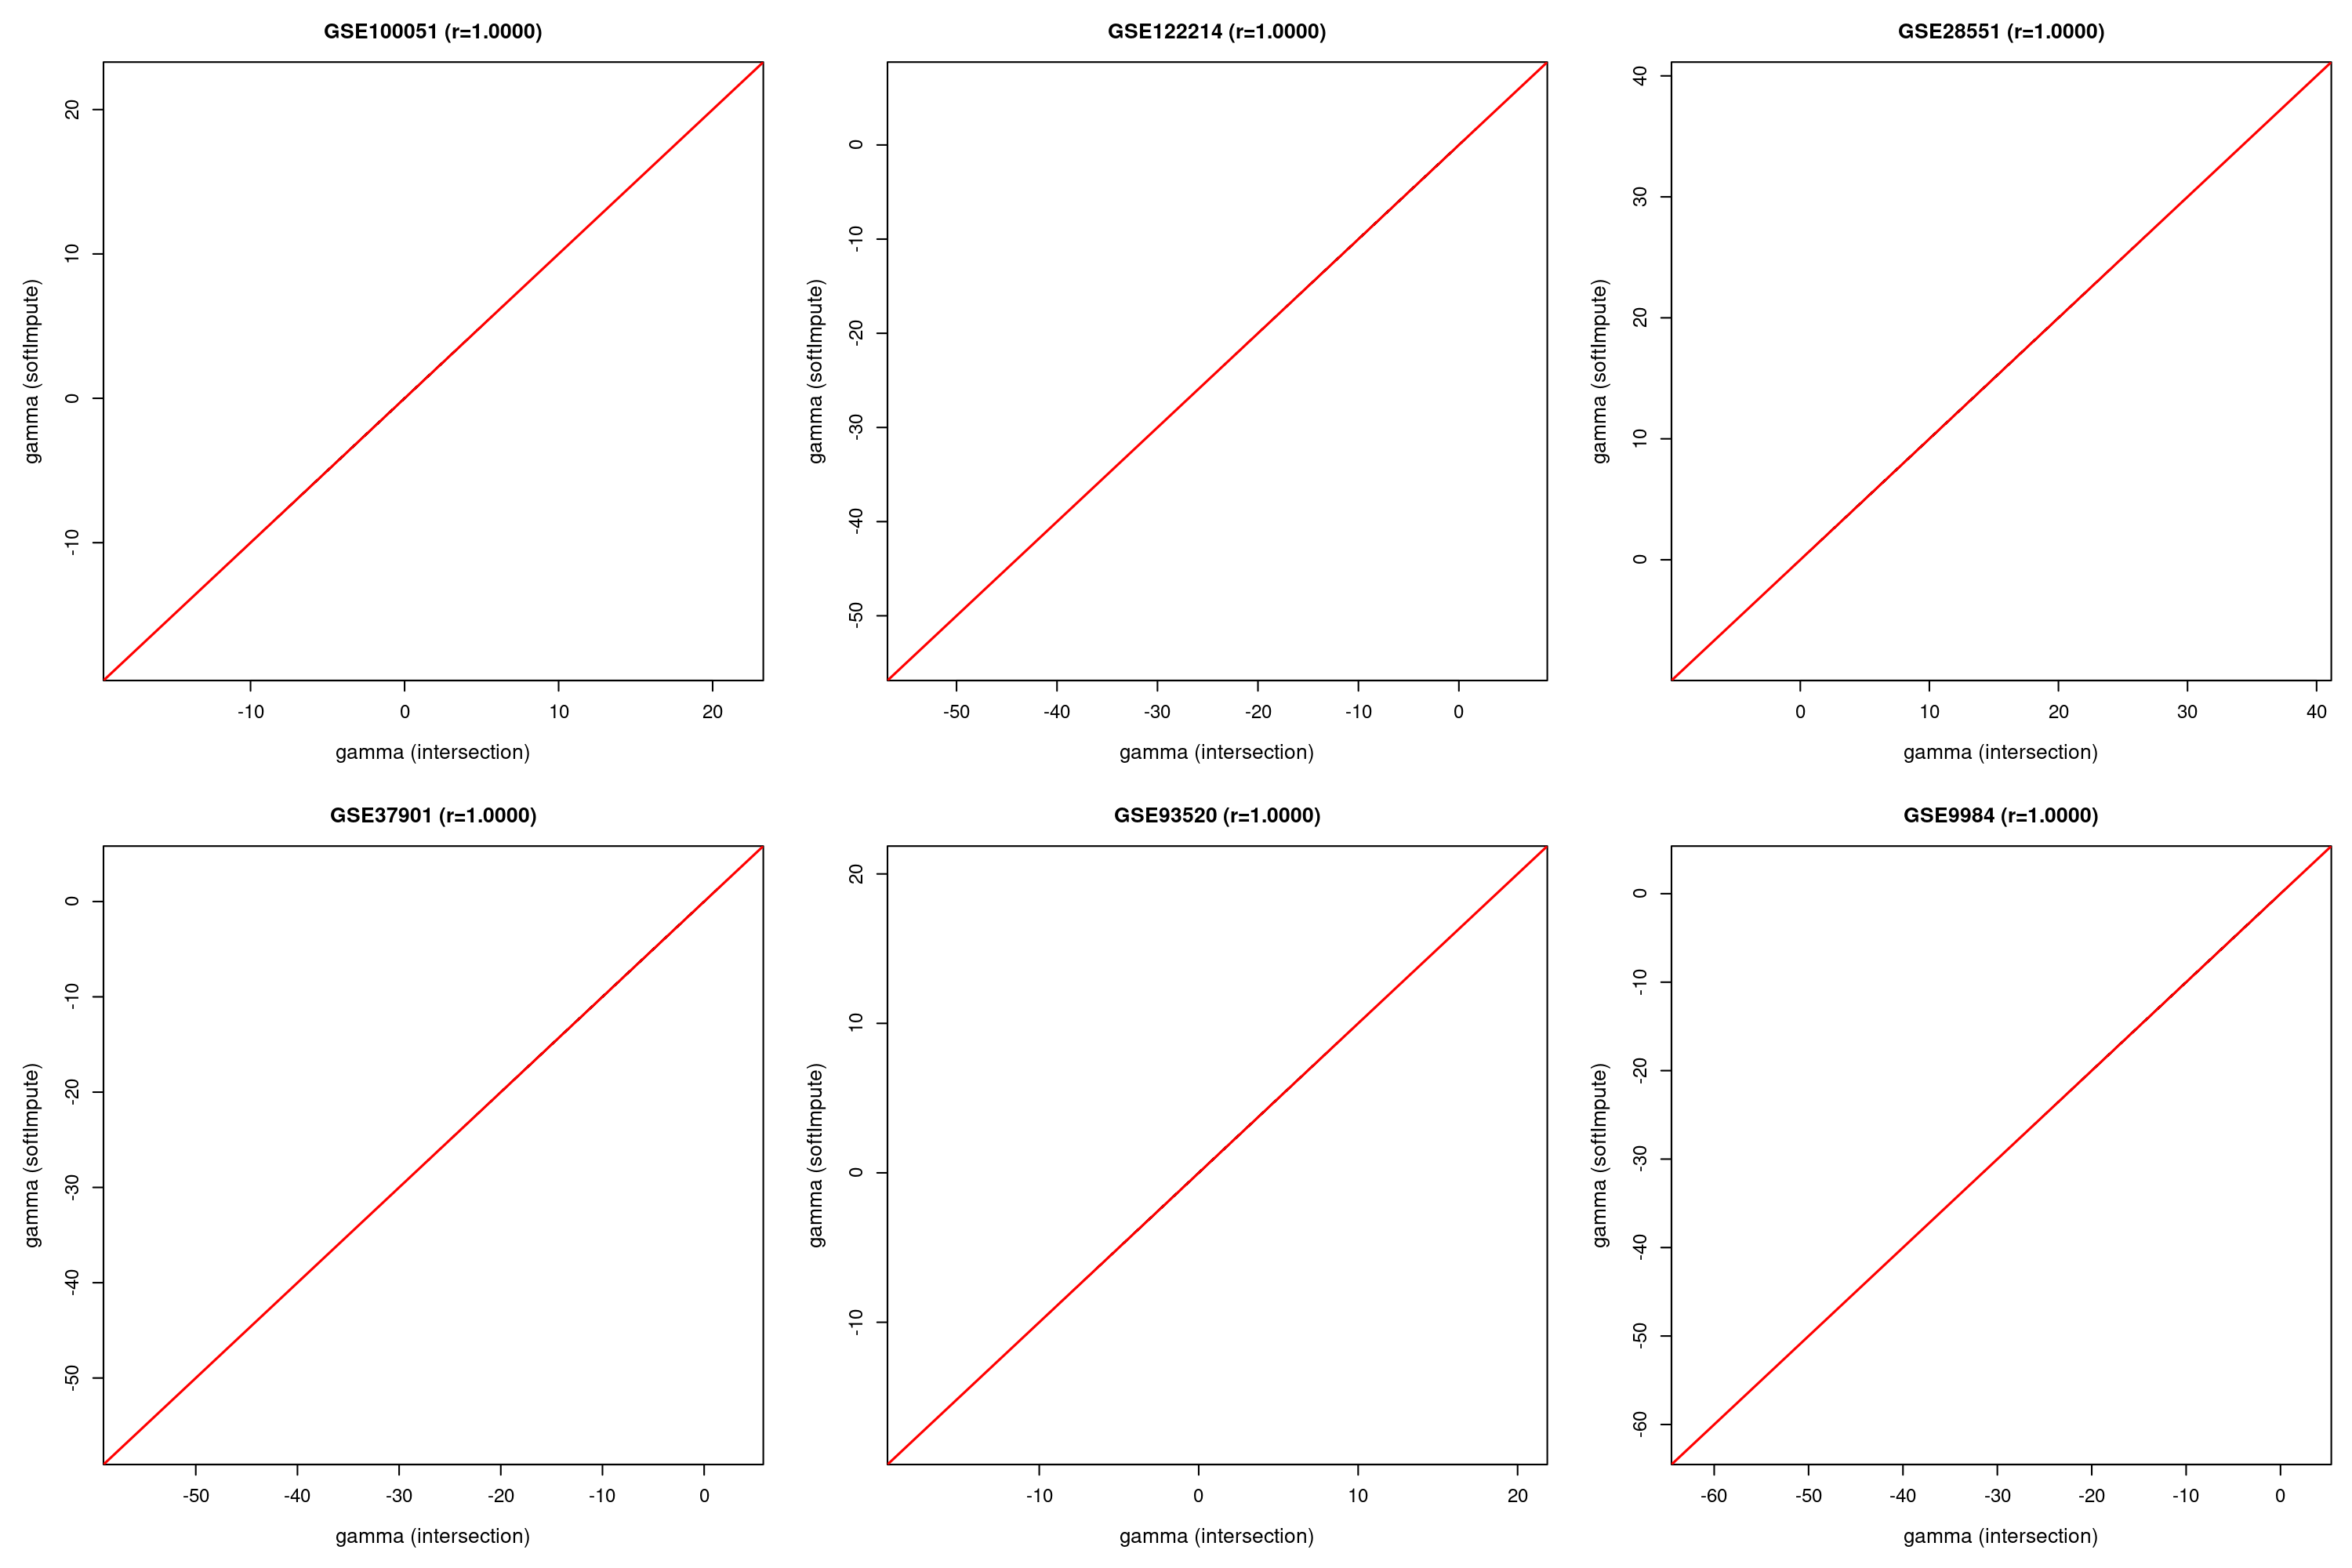 GSE100051 (r=1.0000)
gamma (softImpute)
20
10
0
-10
-10 0 10 20
gamma (intersection)
GSE122214 (r=1.0000)
gamma (softImpute)
0
-10
-20
-30
-40
-50
-50 -40 -30 -20 -10 0
gamma (intersection)
GSE28551 (r=1.0000)
gamma (softImpute)
40
30
20
10
0
0 10 20 30 40
gamma (intersection)
GSE37901 (r=1.0000)
gamma (softImpute)
0
-10
-20
-30
-40
-50
-50 -40 -30 -20 -10 0
gamma (intersection)
GSE93520 (r=1.0000)
gamma (softImpute)
20
10
0
-10
-10 0 10 20
gamma (intersection)
GSE9984 (r=1.0000)
gamma (softImpute)
0
-10
-20
-30
-40
-50
-60
-60 -50 -40 -30 -20 -10 0
gamma (intersection)